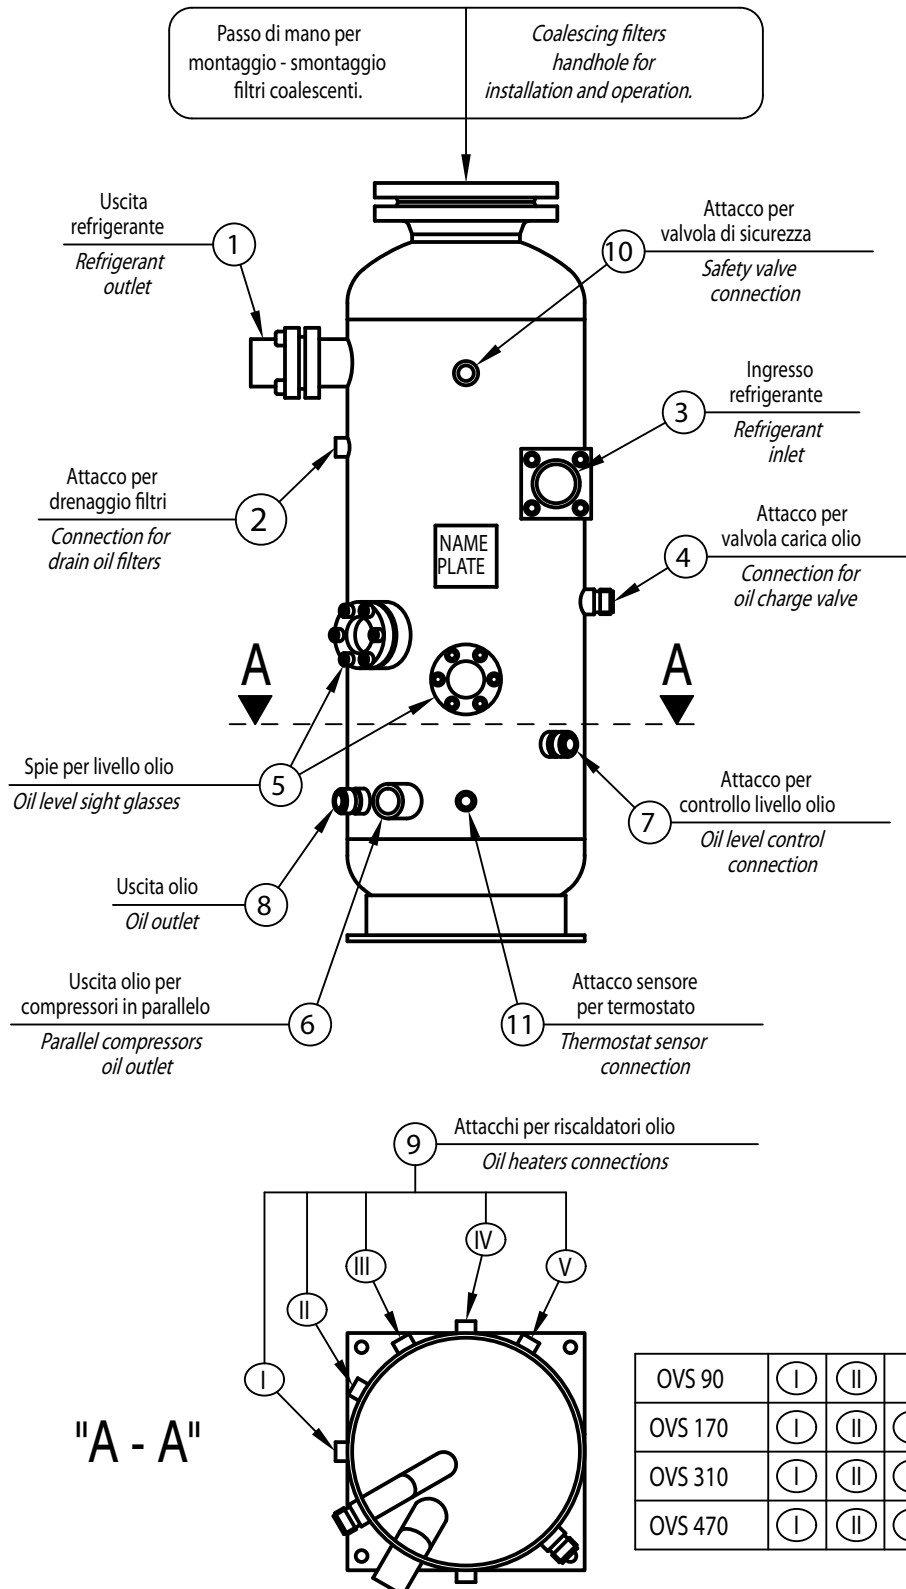 Passo di mano per
montaggio - smontaggio
filtri coalescenti.
Coalescing filters
handhole for
installation and operation.
Uscita
refrigerante
Refrigerant
outlet
1
10
Attacco per
valvola di sicurezza
Safety valve
connection
3
Ingresso
refrigerante
Refrigerant
inlet
Attacco per
drenaggio filtri
Connection for
drain oil filters
2
NAME
PLATE
4
Attacco per
valvola carica olio
Connection for
oil charge valve
A
A
Spie per livello olio
Oil level sight glasses
5
7
Attacco per
controllo livello olio
Oil level control
connection
Uscita olio
Oil outlet
8
Uscita olio per
compressori in parallelo
Parallel compressors
oil outlet
6
11
Attacco sensore
per termostato
Thermostat sensor
connection
9
Attacchi per riscaldatori olio
Oil heaters connections
I
II
III
IV
V
"A - A"
OVS 90 I II
OVS 170 I II
OVS 310 I II
OVS 470 I II